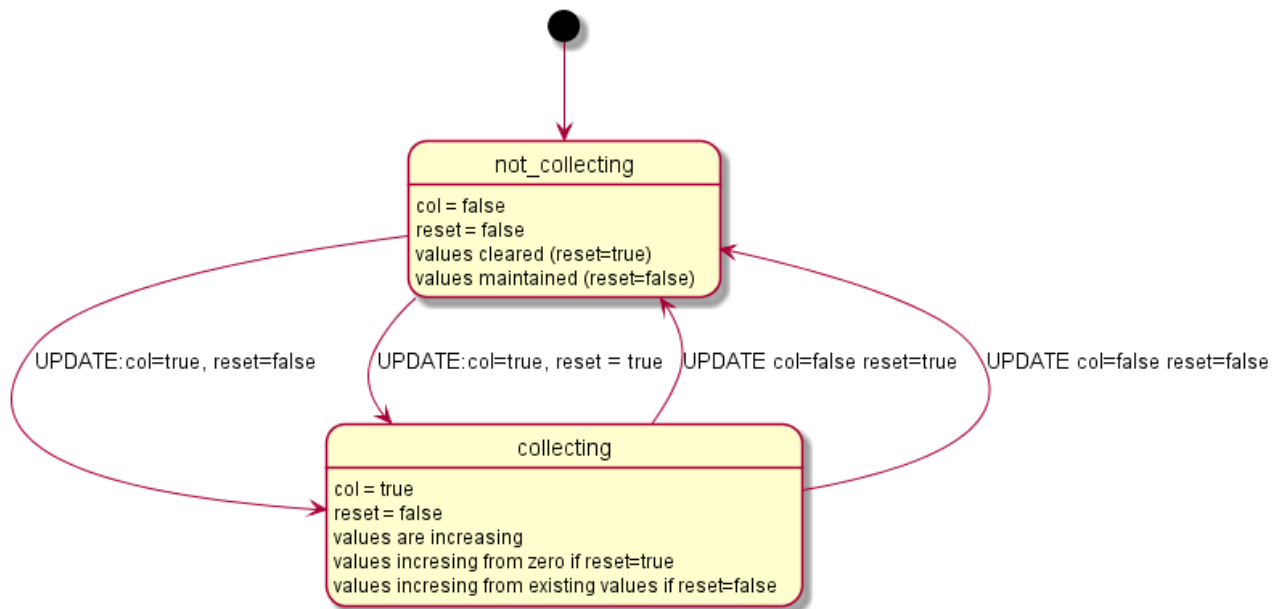 not_collecting
col = false
reset = false
values cleared (reset=true)
values maintained (reset=false)
UPDATE:col=true, reset=false
UPDATE:col=true, reset = true
UPDATE col=false reset=true
UPDATE col=false reset=false
collecting
col = true
reset = false
values are increasing
values incresing from zero if reset=true
values incresing from existing values if reset=false